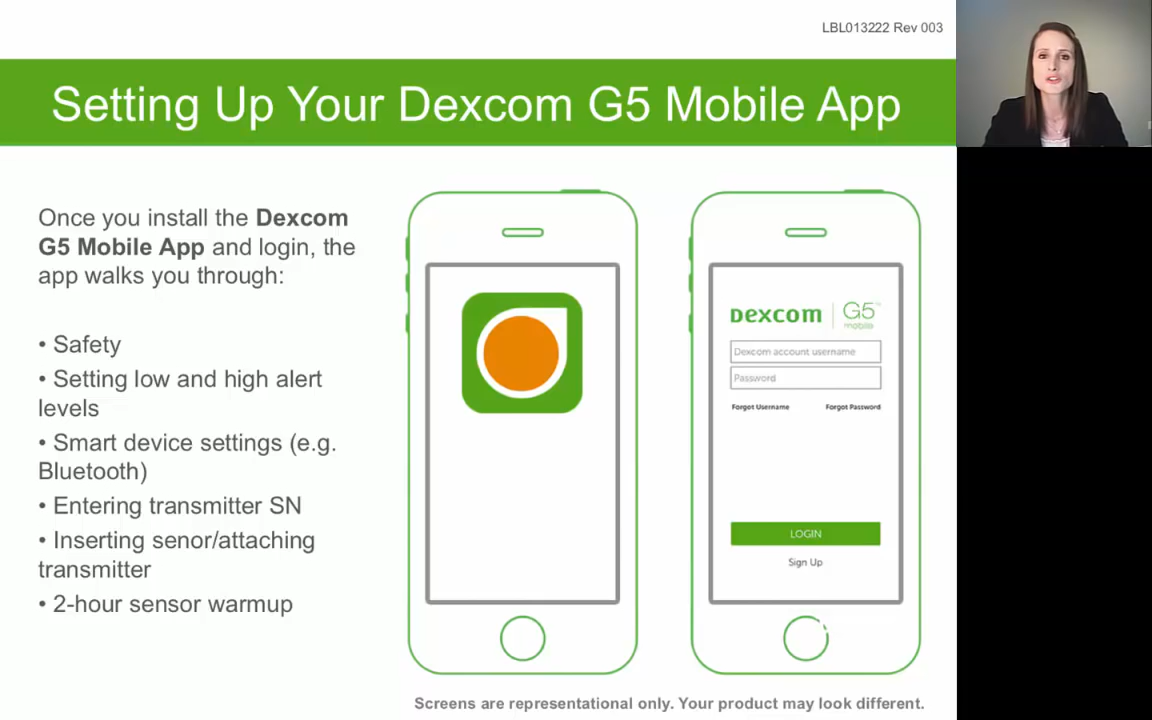 LBL013222 Rev 003
Setting Up Your Dexcom G5 Mobile App
Once you install the Dexcom
G5 Mobile App and login, the
app walks you through:
• Safety
• Setting low and high alert
levels
• Smart device settings (e.g.
Bluetooth)
• Entering transmitter SN
• Inserting senor/attaching
transmitter
• 2-hour sensor warmup
Dexcom G5™
mobile
Dexcom account username
Password
Forgot Username Forgot Password
LOGIN
Sign Up
Screens are representational only. Your product may look different.